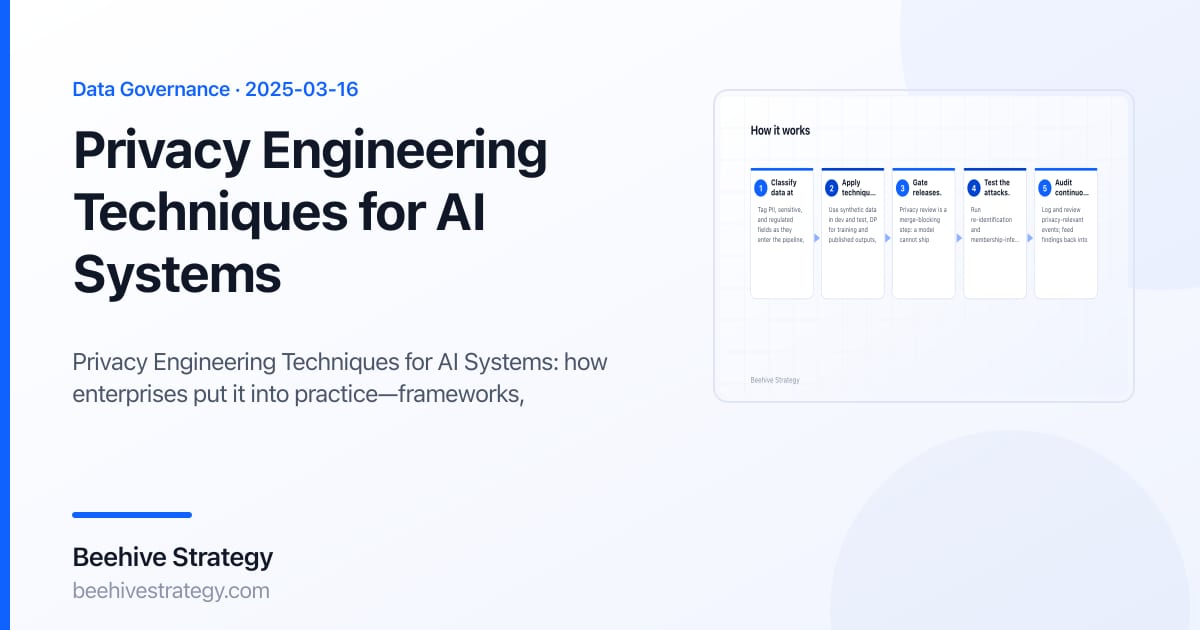 Data Governance · 2025-03-16
Privacy Engineering
Techniques for AI
Systems
Privacy Engineering Techniques for AI Systems: how
enterprises put it into practice—frameworks,
Beehive Strategy
beehivestrategy.com
How it works
1
Classify
data at
Tag PII, sensitive,
and regulated
fields as they
enter the pipeline,
2
Apply
techniqu...
Use synthetic data
in dev and test, DP
for training and
published outputs,
3
Gate
releases.
Privacy review is a
merge-blocking
step: a model
cannot ship
4
Test the
attacks.
Run
re-identification
and
membership-infe...
5
Audit
continuo...
Log and review
privacy-relevant
events; feed
findings back into
Beehive Strategy